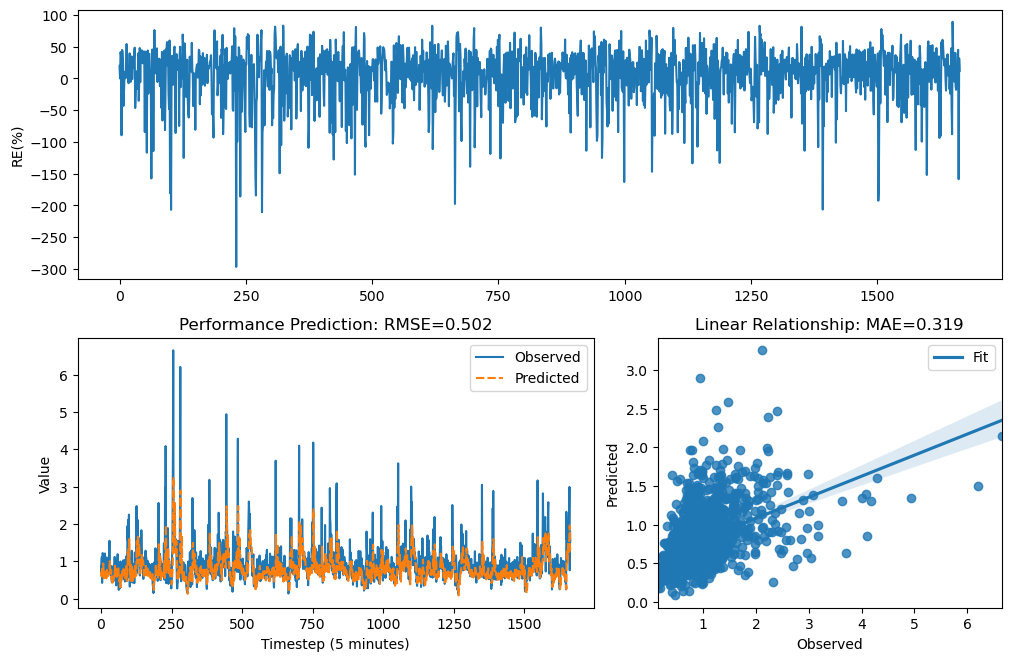 100
50
0
−50
−100
−150
−200
−250
−300
RE(%)
0 250 500 750 1000 1250 1500
Performance Prediction: RMSE=0.502
Observed
Predicted
6
5
4
3
2
1
0
Value
0 250 500 750 1000 1250 1500
Timestep (5 minutes)
Linear Relationship: MAE=0.319
Fit
3.0
2.5
2.0
1.5
1.0
0.5
0.0
Predicted
1 2 3 4 5 6
Observed